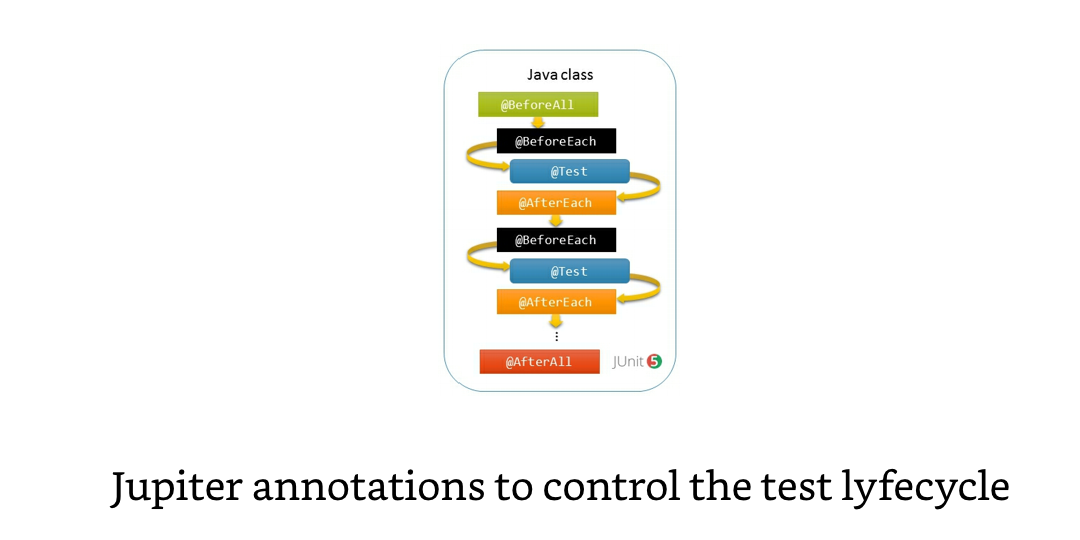 Java class
@BeforeAll
@BeforeEach
@Test
@AfterEach
@BeforeEach
@Test
@AfterEach
⋮
@AfterAll
JUnit 5
Jupiter annotations to control the test lyfecycle